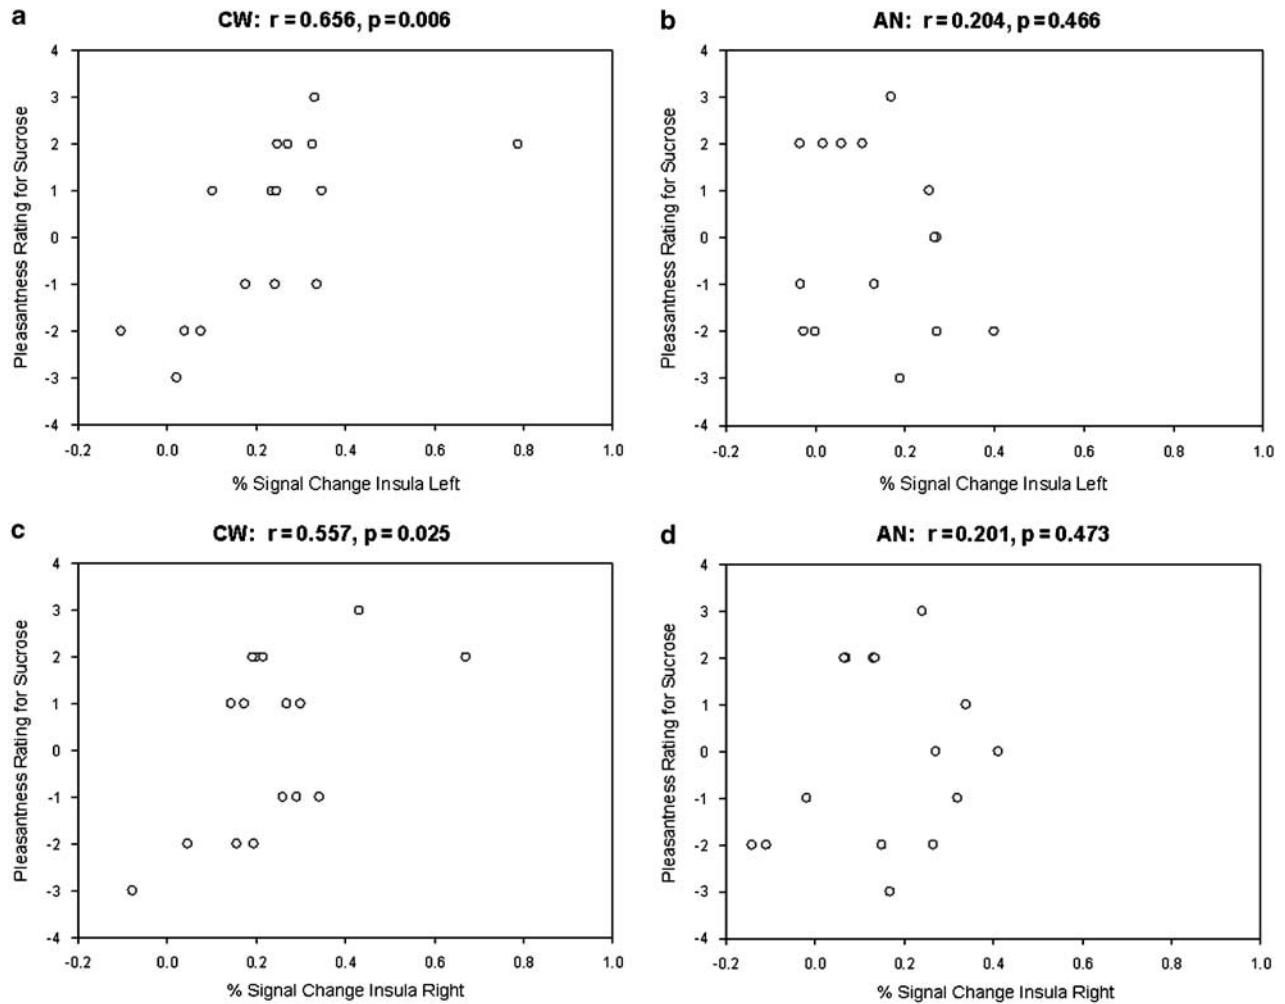 a
CW: r=0.656, p=0.006
4
3
2
1
0
-1
-2
-3
-4
Pleasantness Rating for Sucrose
-0.2 0.0 0.2 0.4 0.6 0.8 1.0
% Signal Change Insula Left
b
AN: r=0.204, p=0.466
4
3
2
1
0
-1
-2
-3
-4
Pleasantness Rating for Sucrose
-0.2 0.0 0.2 0.4 0.6 0.8 1.0
% Signal Change Insula Left
c
CW: r=0.557, p=0.025
4
3
2
1
0
-1
-2
-3
-4
Pleasantness Rating for Sucrose
-0.2 0.0 0.2 0.4 0.6 0.8 1.0
% Signal Change Insula Right
d
AN: r=0.201, p=0.473
4
3
2
1
0
-1
-2
-3
-4
Pleasantness Rating for Sucrose
-0.2 0.0 0.2 0.4 0.6 0.8 1.0
% Signal Change Insula Right